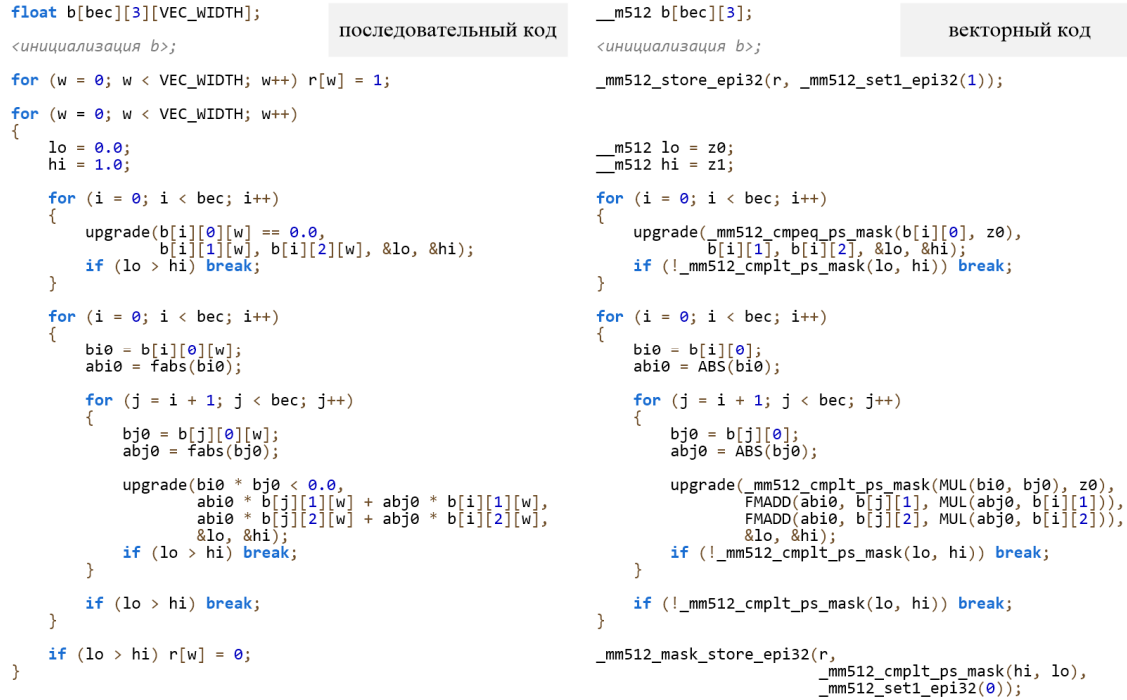 последовательный код
float b[bec][3][VEC_WIDTH];
<инициализация b>;
for (w = 0; w < VEC_WIDTH; w++) r[w] = 1;
for (w = 0; w < VEC_WIDTH; w++)
{
lo = 0.0;
hi = 1.0;
for (i = 0; i < bec; i++)
{
upgrade(b[i][0][w] == 0.0,
b[i][1][w], b[i][2][w], &lo, &hi);
if (lo > hi) break;
}
for (i = 0; i < bec; i++)
{
bi0 = b[i][0][w];
abi0 = fabs(bi0);
for (j = i + 1; j < bec; j++)
{
bj0 = b[j][0][w];
abj0 = fabs(bj0);
upgrade(bi0 * bj0 < 0.0,
abi0 * b[j][1][w] + abj0 * b[i][1][w],
abi0 * b[j][2][w] + abj0 * b[i][2][w],
&lo, &hi);
if (lo > hi) break;
}
if (lo > hi) break;
}
if (lo > hi) r[w] = 0;
}
векторный код
__m512 b[bec][3];
<инициализация b>;
_mm512_store_epi32(r, _mm512_set1_epi32(1));
__m512 lo = z0;
__m512 hi = z1;
for (i = 0; i < bec; i++)
{
upgrade(_mm512_cmpeq_ps_mask(b[i][0], z0),
b[i][1], b[i][2], &lo, &hi);
if (!_mm512_cmplt_ps_mask(lo, hi)) break;
}
for (i = 0; i < bec; i++)
{
bi0 = b[i][0];
abi0 = ABS(bi0);
for (j = i + 1; j < bec; j++)
{
bj0 = b[j][0];
abj0 = ABS(bj0);
upgrade(_mm512_cmplt_ps_mask(MUL(bi0, bj0), z0),
FMADD(abi0, b[j][1], MUL(abj0, b[i][1])),
FMADD(abi0, b[j][2], MUL(abj0, b[i][2])),
&lo, &hi);
if (!_mm512_cmplt_ps_mask(lo, hi)) break;
}
if (!_mm512_cmplt_ps_mask(lo, hi)) break;
}
_mm512_mask_store_epi32(r,
_mm512_cmplt_ps_mask(hi, lo),
_mm512_set1_epi32(0));